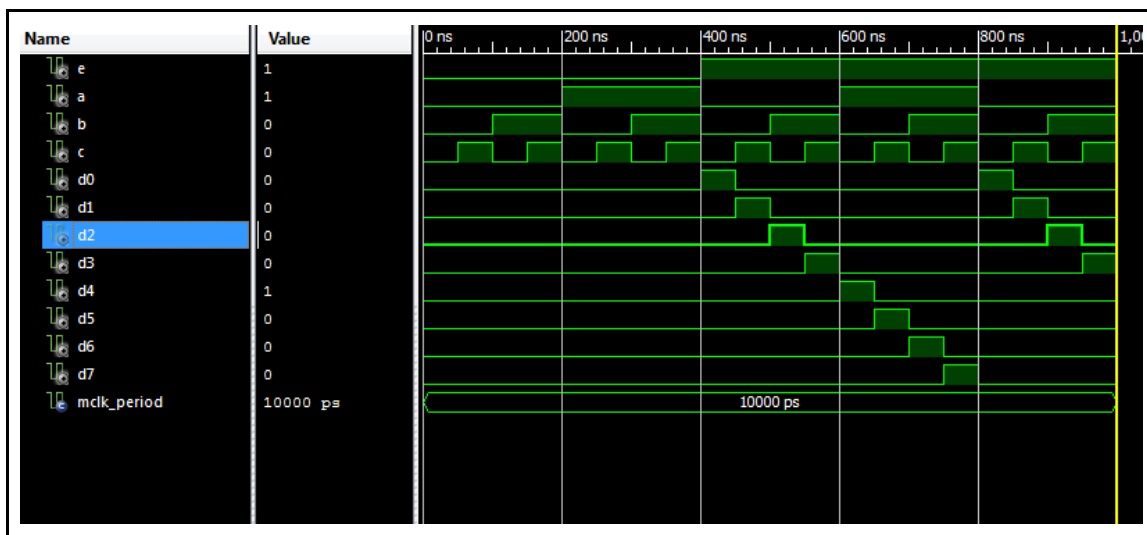 Name Value 0 ns 200 ns 400 ns 600 ns 800 ns 1,00
e 1
a 1
b 0
c 0
d0 0
d1 0
d2 0
d3 0
d4 1
d5 0
d6 0
d7 0
mclk_period 10000 ps 10000 ps